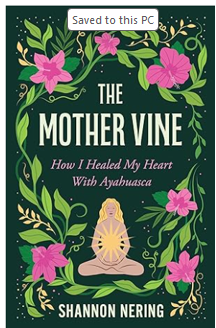 Saved to this PC
THE
MOTHER VINE
How I Healed My Heart
With Ayahuasca
SHANNON NERING